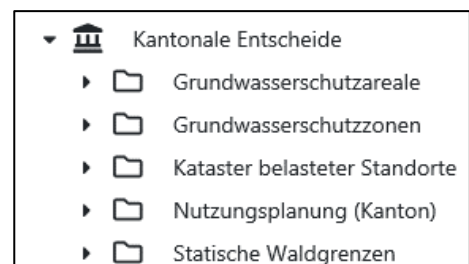 Kantonale Entscheide
Grundwasserschutzareale
Grundwasserschutzzonen
Kataster belasteter Standorte
Nutzungsplanung (Kanton)
Statische Waldgrenzen